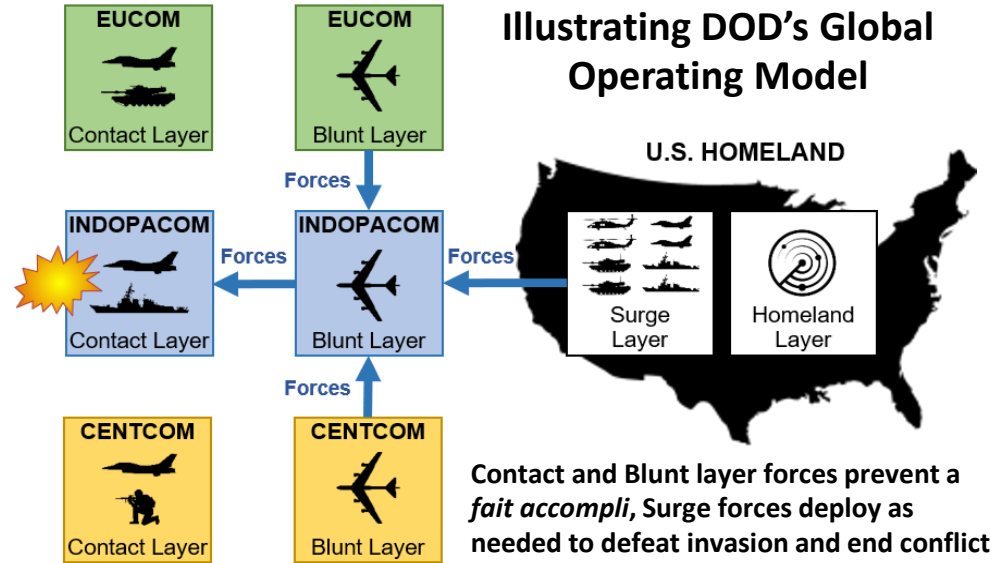 Illustrating DOD's Global
Operating Model
EUCOM
Contact Layer
EUCOM
Blunt Layer
Forces
INDOPACOM
Contact Layer
Forces
INDOPACOM
Blunt Layer
Forces
U.S. HOMELAND
Surge
Layer
Homeland
Layer
Forces
CENTCOM
Contact Layer
CENTCOM
Blunt Layer
Contact and Blunt layer forces prevent a
fait accompli, Surge forces deploy as
needed to defeat invasion and end conflict